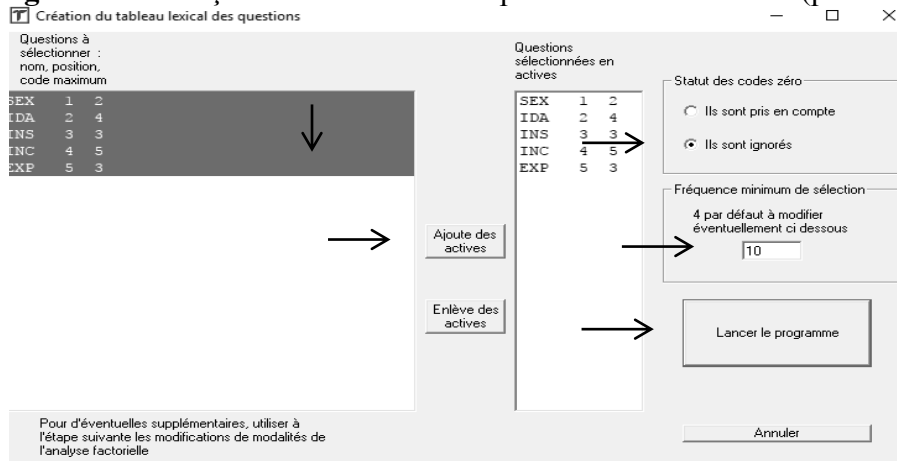 Création du tableau lexical des questions
Questions à
sélectionner :
nom, position,
code maximum
SEX 1 2
IDA 2 4
INS 3 3
INC 4 5
EXP 5 3
Ajoute des
actives
Enlève des
actives
Questions
sélectionnées en
actives
SEX 1 2
IDA 2 4
INS 3 3
INC 4 5
EXP 5 3
Statut des codes zéro
Ils sont pris en compte
Ils sont ignorés
Fréquence minimum de sélection
4 par défaut à modifier
éventuellement ci dessous
10
Lancer le programme
Annuler
Pour d'éventuelles supplémentaires, utiliser à
l'étape suivante les modifications de modalités de
l'analyse factorielle